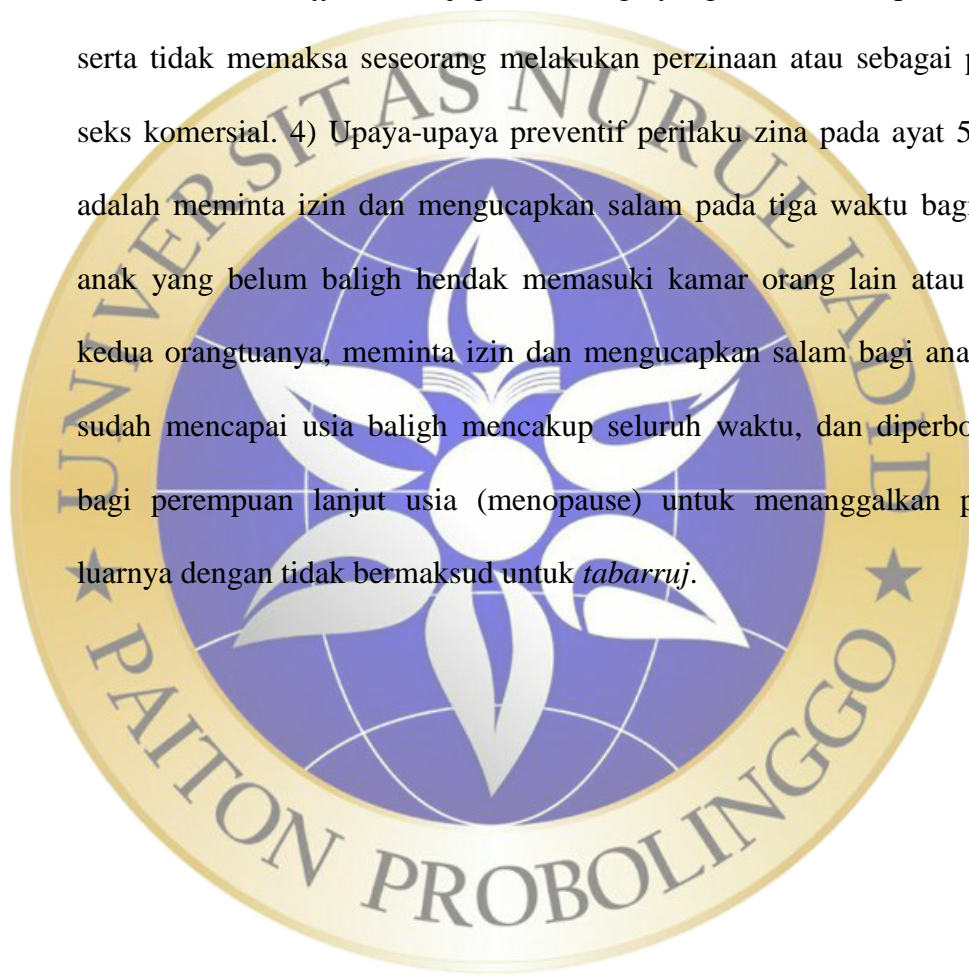 serta tidak memaksa seseorang melakukan perzinaan atau sebagai p
seks komersial. 4) Upaya-upaya preventif perilaku zina pada ayat 5
adalah meminta izin dan mengucapkan salam pada tiga waktu bagi
anak yang belum baligh hendak memasuki kamar orang lain atau
kedua orangtuanya, meminta izin dan mengucapkan salam bagi ana
sudah mencapai usia baligh mencakup seluruh waktu, dan diperbo
bagi perempuan lanjut usia (menopause) untuk menanggalkan p
luarnya dengan tidak bermaksud untuk tabarruj.
UNIVERSITAS NURUL JADID
PAITON PROBOLINGGO